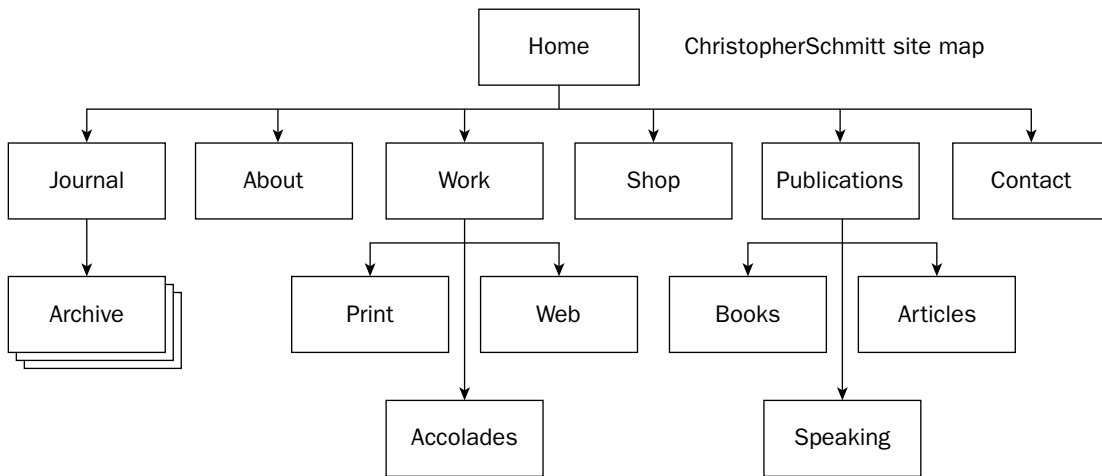 Home
ChristopherSchmitt site map
Journal
About
Work
Shop
Publications
Contact
Archive
Print
Web
Books
Articles
Accolades
Speaking